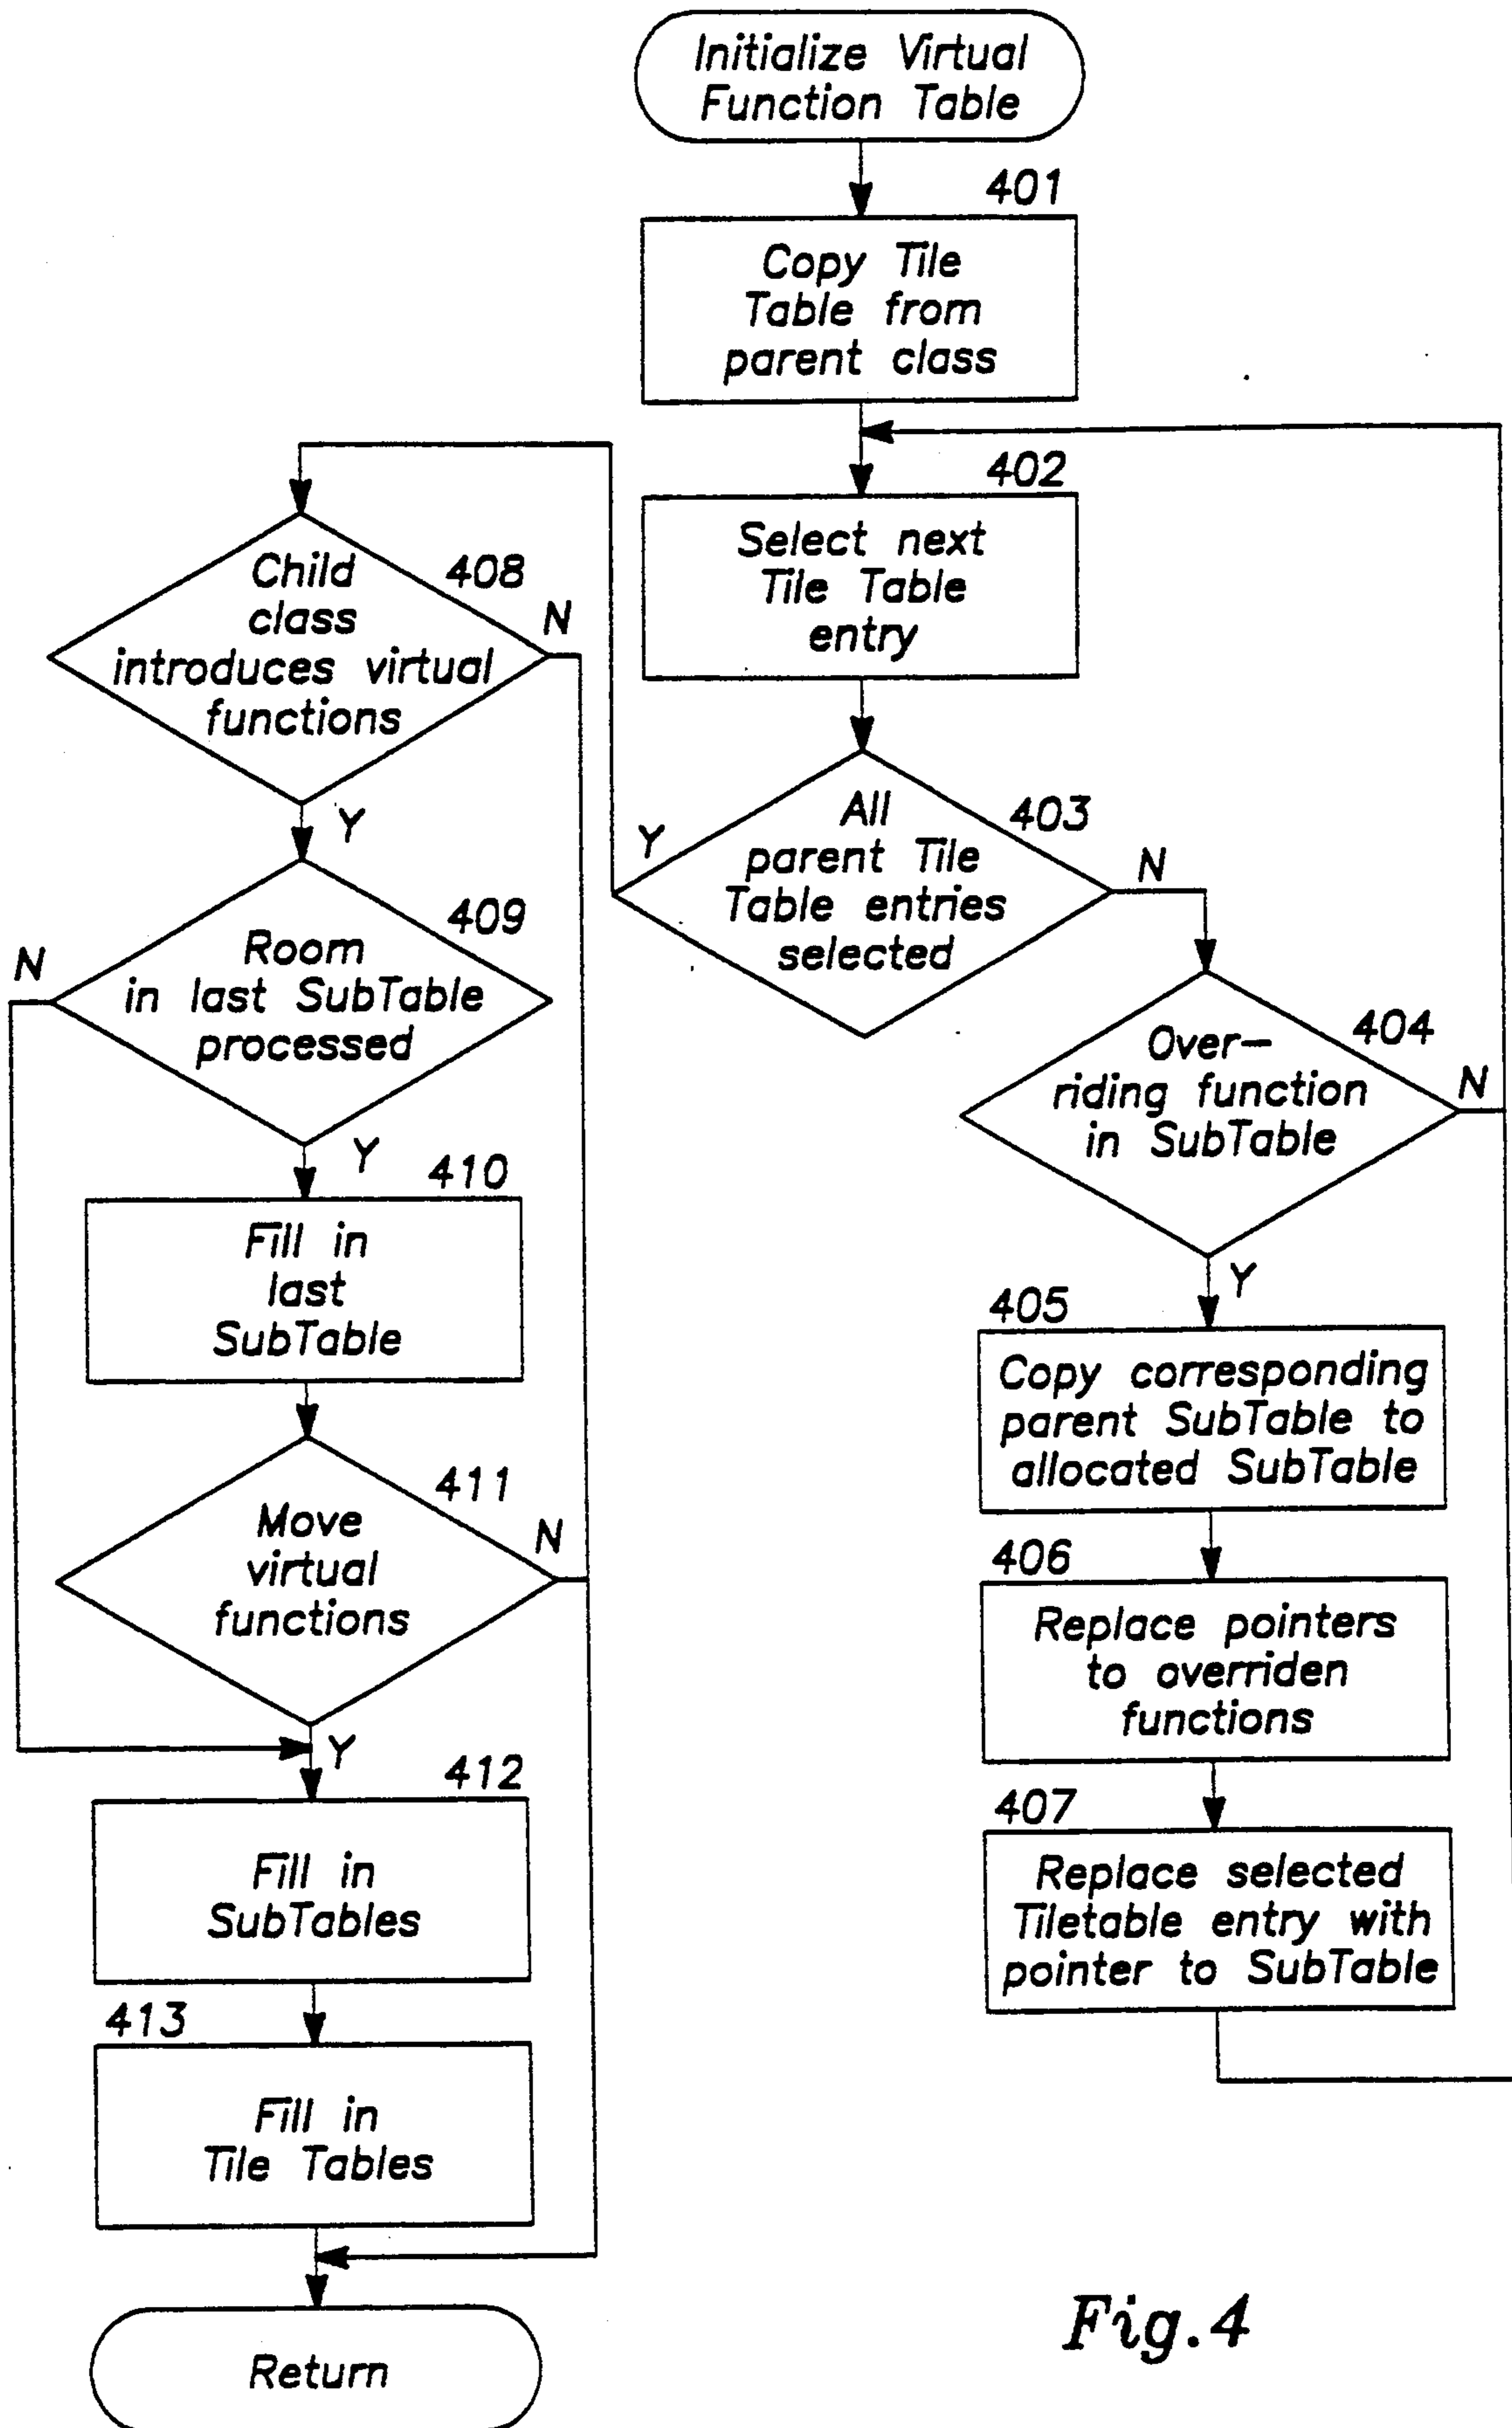 Initialize Virtual
Function Table
401
Copy Tile
Table from
parent class
402
Select next
Tile Table
entry
403
All
parent Tile
Table entries
selected
Y
N
404
Over-
riding function
in SubTable
N
Y
405
Copy corresponding
parent SubTable to
allocated SubTable
406
Replace pointers
to overriden
functions
407
Replace selected
Tiletable entry with
pointer to SubTable
408
Child
class
introduces virtual
functions
N
Y
409
Room
in last SubTable
processed
N
Y
410
Fill in
last
SubTable
411
Move
virtual
functions
N
Y
412
Fill in
SubTables
413
Fill in
Tile Tables
Return
Fig.4